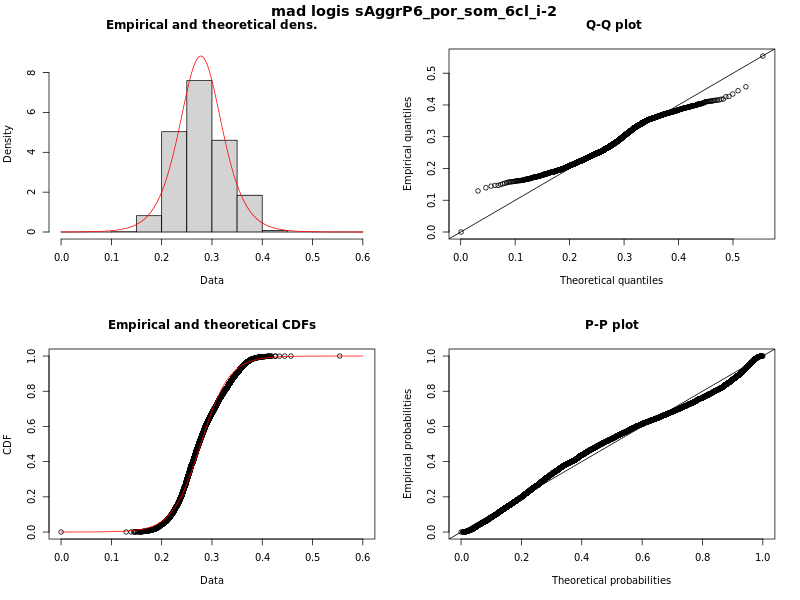 mad logis sAggrP6_por_som_6cl_i-2
Empirical and theoretical dens.
Density
0 2 4 6 8
0.0 0.1 0.2 0.3 0.4 0.5 0.6
Data
Q-Q plot
Empirical quantiles
0.0 0.1 0.2 0.3 0.4 0.5
0.0 0.1 0.2 0.3 0.4 0.5
Theoretical quantiles
Empirical and theoretical CDFs
CDF
0.0 0.2 0.4 0.6 0.8 1.0
0.0 0.1 0.2 0.3 0.4 0.5 0.6
Data
P-P plot
Empirical probabilities
0.0 0.2 0.4 0.6 0.8 1.0
0.0 0.2 0.4 0.6 0.8 1.0
Theoretical probabilities